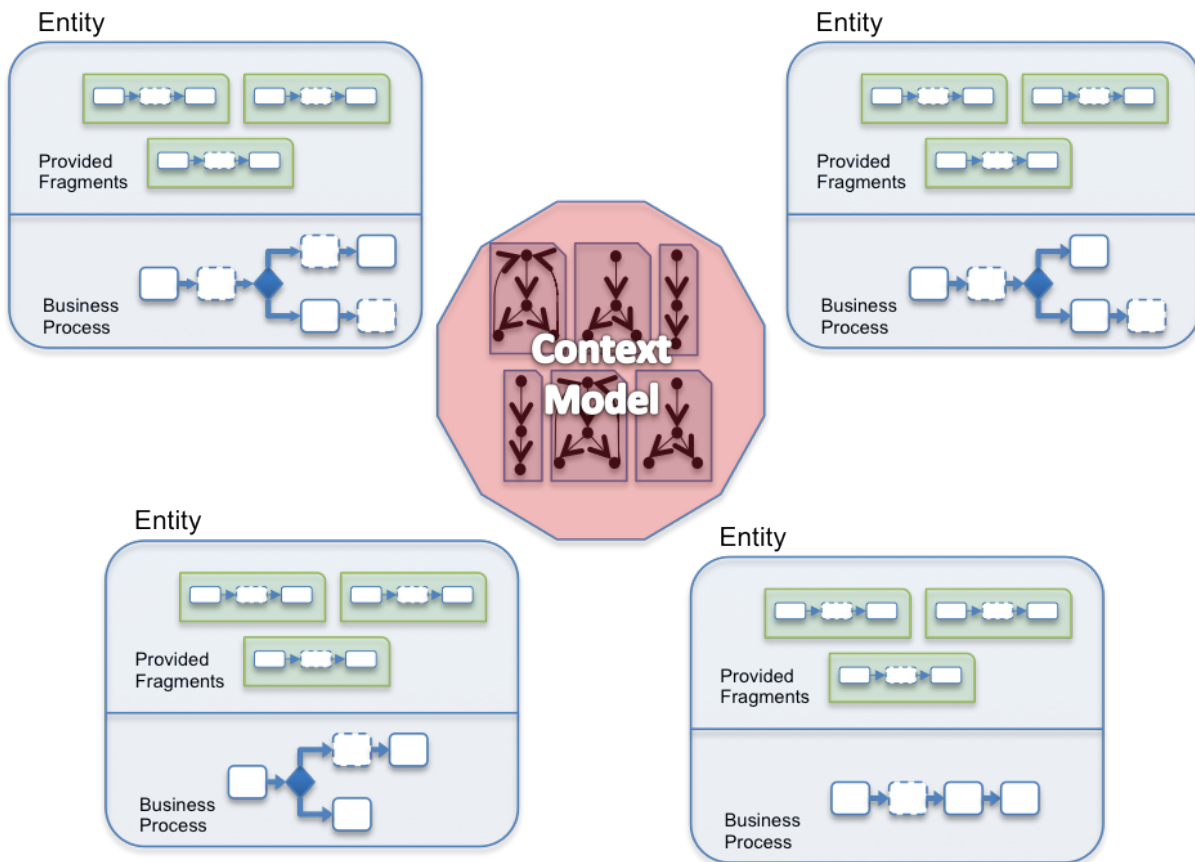 Entity
Provided
Fragments
Business
Process
Entity
Provided
Fragments
Business
Process
Context
Model
Entity
Provided
Fragments
Business
Process
Entity
Provided
Fragments
Business
Process